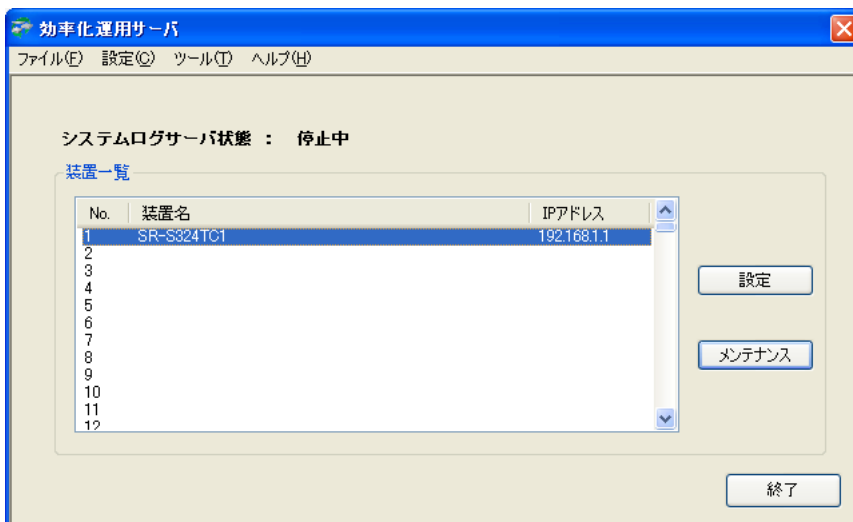 効率化運用サーバ
ファイル(F) 設定(C) ツール(T) ヘルプ(H)
システムログサーバ状態 : 停止中
装置一覧
No. 装置名 IPアドレス
1 SR-S324TC1 192.168.1.1
2
3
4
5
6
7
8
9
10
11
12
設定
メンテナンス
終了